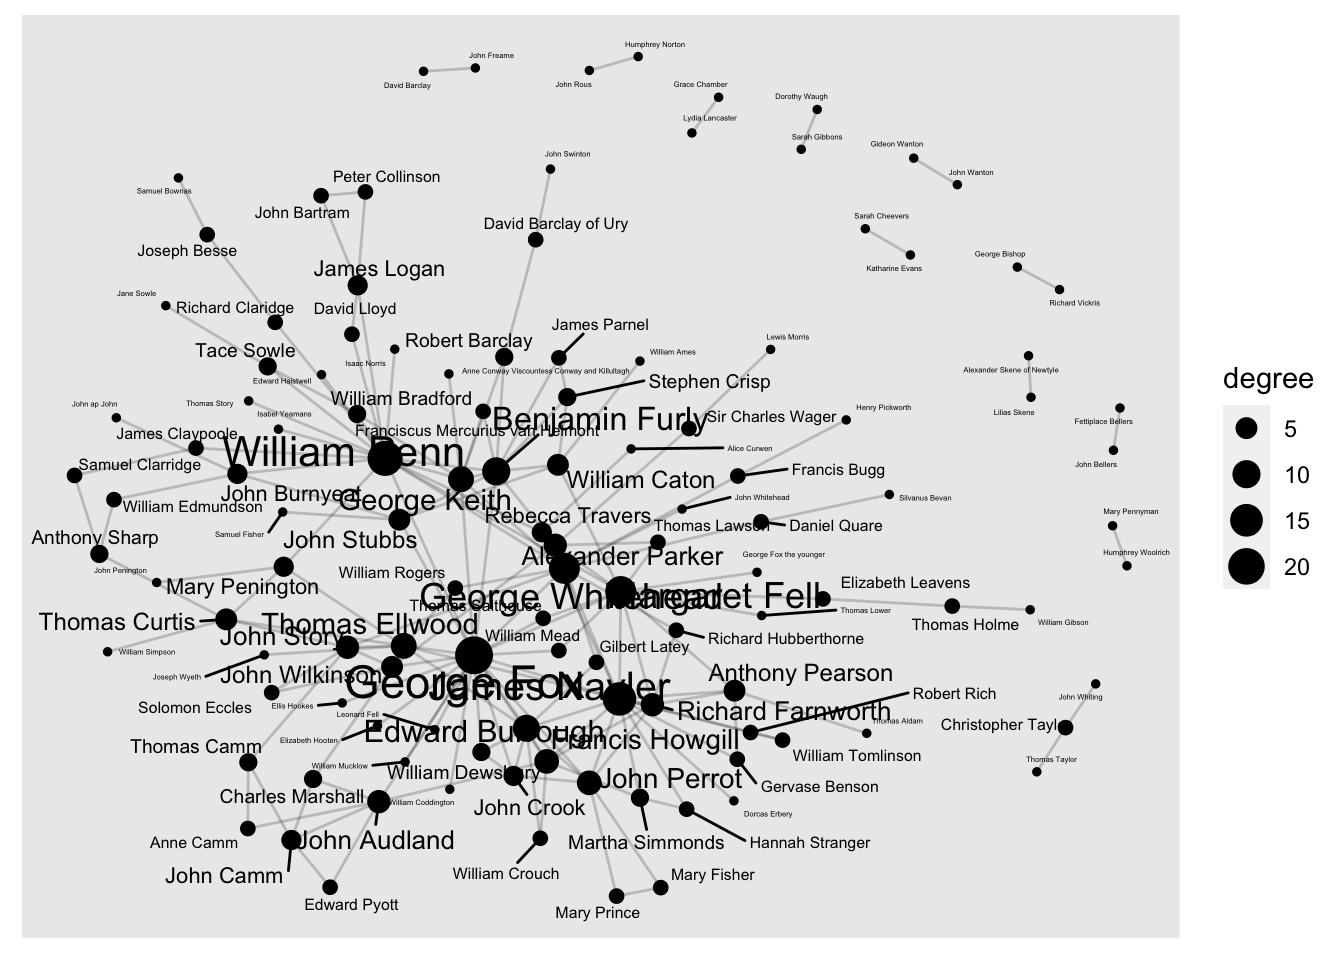 John Freame
David Barclay
Humphrey Norton
John Rous
Grace Chamber
Lydia Lancaster
Dorothy Waugh
Sarah Gibbons
Gideon Wanton
John Wanton
John Swinton
Peter Collinson
Samuel Bownas
John Bartram
Sarah Cheevers
David Barclay of Ury
Joseph Besse
George Bishop
Katharine Evans
James Logan
Jane Sowle
Richard Vickris
Richard Claridge
David Lloyd
James Parnel
Lewis Morris
Robert Barclay
Tace Sowle
William Ames
Isaac Norris
Anne Conway Viscountess Conway and Killultagh
Alexander Skene of Newtyle
Edward Haistwell
Stephen Crisp
William Bradford
John ap John
Thomas Story
Isabel Yeamans
Benjamin Furly
Sir Charles Wager
Henry Pickworth
Lilias Skene
Fettiplace Bellers
James Claypoole
Franciscus Mercurius van Helmont
William Penn
Alice Curwen
Samuel Clarridge
John Bellers
Francis Bugg
William Caton
John Burnyeat
George Keith
John Whitehead
Silvanus Bevan
William Edmundson
Rebecca Travers
Thomas Lawson
Daniel Quare
Mary Pennyman
Samuel Fisher
Anthony Sharp
John Stubbs
Alexander Parker
George Fox the younger
Humphrey Woolrich
John Penington
William Rogers
Mary Penington
Elizabeth Leavens
George Whitehead
Margaret Fell
Thomas Salthouse
Thomas Lower
Thomas Curtis
Thomas Ellwood
Thomas Holme
William Gibson
John Story
William Mead
Gilbert Latey
Richard Hubberthorne
William Simpson
Joseph Wyeth
John Wilkinson
Anthony Pearson
George Fox
James Nayler
Robert Rich
John Whiting
Solomon Eccles
Ellis Hookes
Leonard Fell
Richard Farnworth
Thomas Aldam
Christopher Taylor
Elizabeth Hooten
Edward Burrough
Francis Howgill
Thomas Camm
William Tomlinson
Thomas Taylor
William Mucklow
William Dewsbury
John Perrot
Gervase Benson
Charles Marshall
William Coddington
John Crook
Dorcas Erbery
Anne Camm
John Audland
Martha Simmonds
Hannah Stranger
John Camm
William Crouch
Mary Fisher
Edward Pyott
Mary Prince
degree
5
10
15
20